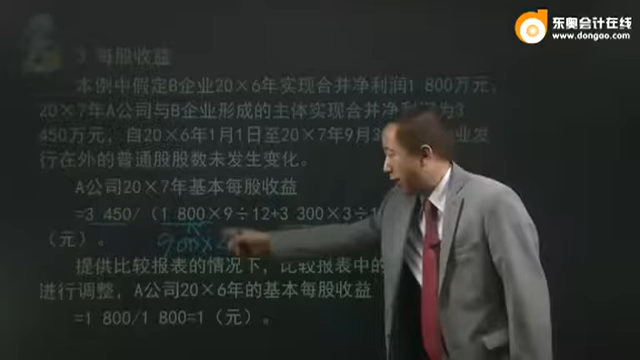 东奥会计在线
www.dongao.com
3 每股收益
本例中假定B企业20×6年实现合并净利润1 800万元,
20×7年A公司与B企业形成的主体实现合并净利润为3
450万元,自20×6年1月1日至20×7年9月3 业发
行在外的普通股股数未发生变化。
A公司20×7年基本每股收益
=3 450/(1 800×9÷12+3 300×3÷1
(元)。
900×2
提供比较报表的情况下,比较报表中的
进行调整,A公司20×6年的基本每股收益
=1 800/1 800=1(元)。